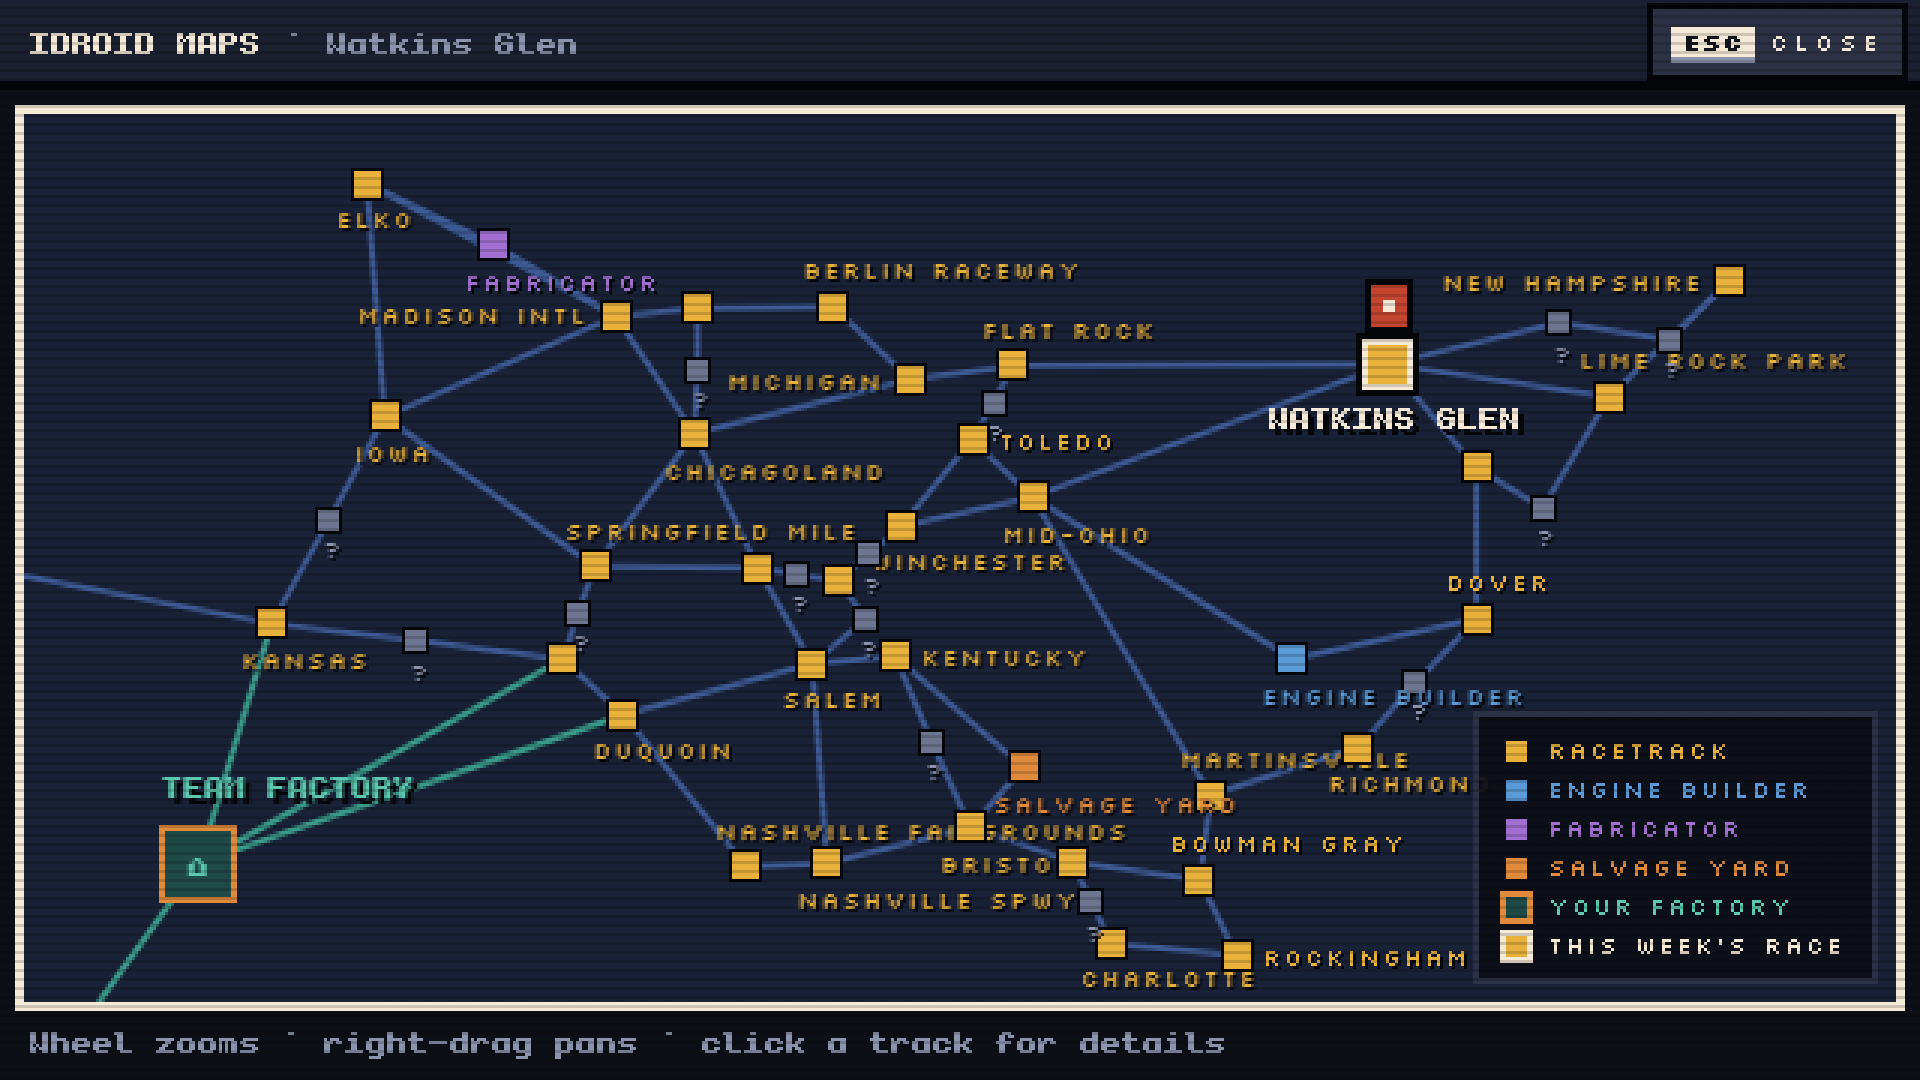 IDROID MAPS - Watkins Glen
ESC CLOSE
ELKO
FABRICATOR
BERLIN RACEWAY
NEW HAMPSHIRE
MADISON INTL
FLAT ROCK
LIME ROCK PARK
MICHIGAN
WATKINS GLEN
IOWA
TOLEDO
CHICAGOLAND
SPRINGFIELD MILE
MID-OHIO
WINCHESTER
DOVER
KANSAS
KENTUCKY
SALEM
ENGINE BUILDER
DUQUOIN
MARTINSVILLE
RICHMON
TEAM FACTORY
SALVAGE YARD
NASHVILLE FAIRGROUNDS
BOWMAN GRAY
BRISTO
NASHVILLE SPWY
ROCKINGHAM
CHARLOTTE
RACETRACK
ENGINE BUILDER
FABRICATOR
SALVAGE YARD
YOUR FACTORY
THIS WEEK'S RACE
Wheel zooms - right-drag pans - click a track for details